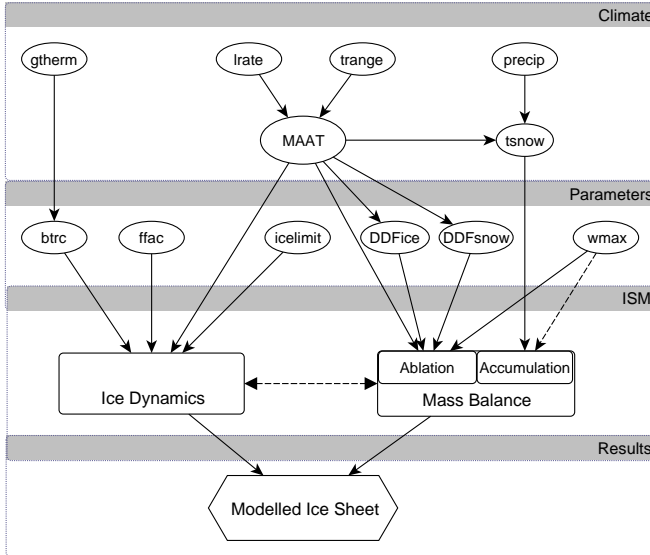 Climate
gtherm
lrate
trange
precip
MAAT
tsnow
Parameters
btrc
ffac
icelimit
DDFice
DDFsnow
wmax
ISM
Ablation
Accumulation
Ice Dynamics
Mass Balance
Results
Modelled Ice Sheet